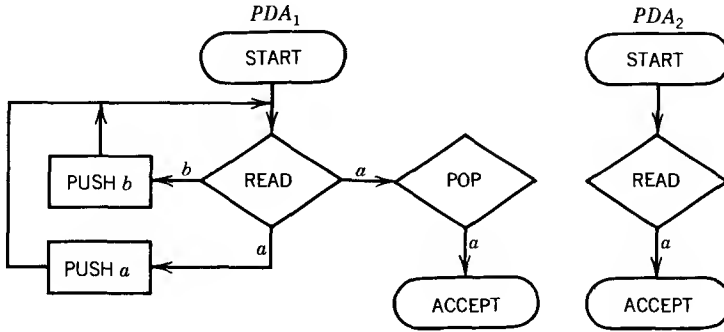 PDA₁
PDA₂
START
START
b
a
PUSH b
READ
POP
READ
a
a
a
PUSH a
ACCEPT
ACCEPT